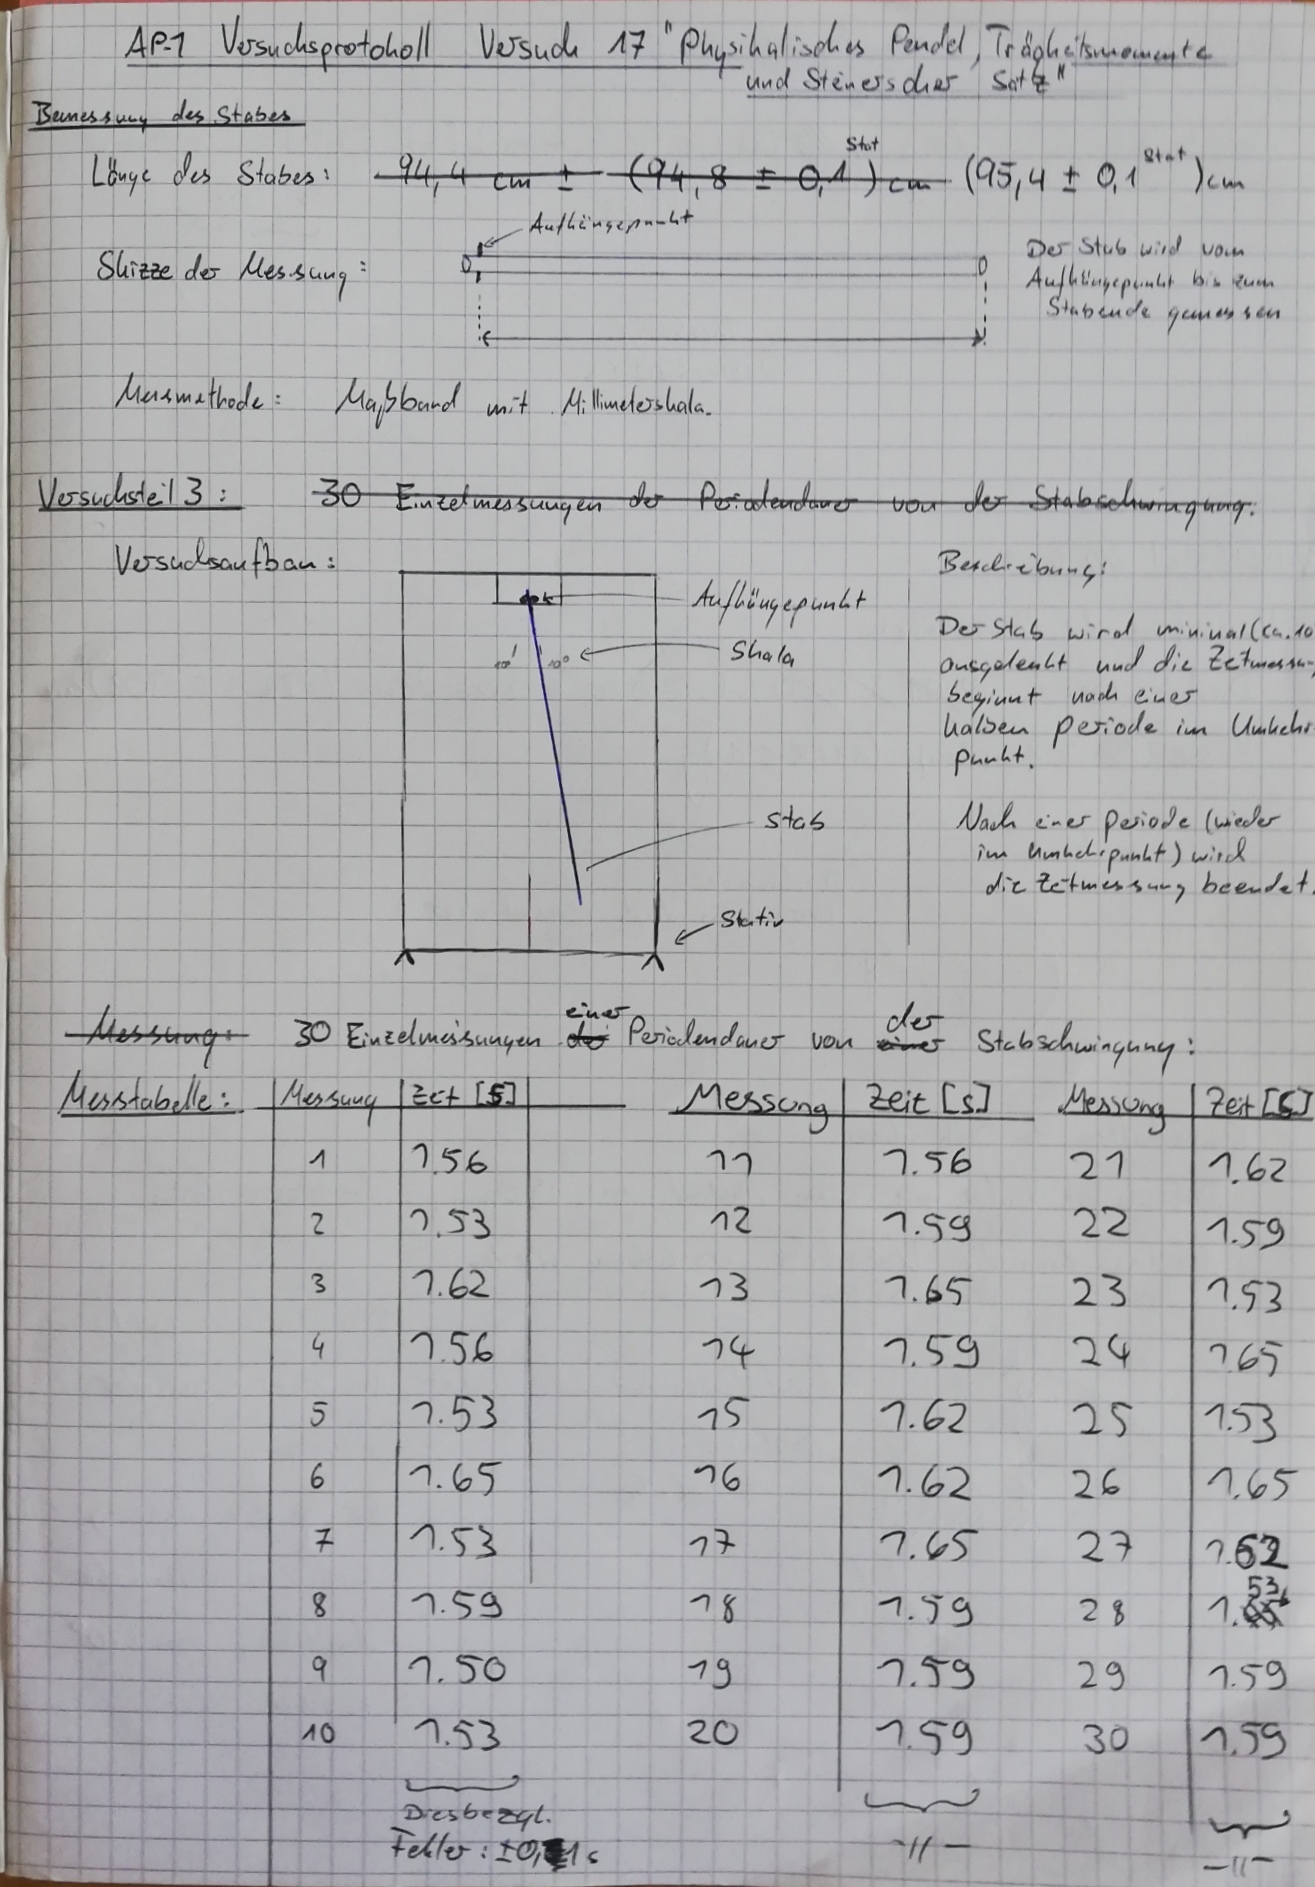 AP-1 Versuchsprotokoll Versuch 17 "Physikalisches Pendel, Trägheitsmomente
und Steinerscher Satz"
Bemessung des Stabes
Länge des Stabes: 94,4 cm ± (94,8 ± 0,1 Stat) cm (95,4 ± 0,1 Stat) cm
Aufhängepunkt
Skizze der Messung:
Der Stab wird vom
Aufhängepunkt bis zum
Stabende gemessen
Messmethode: Maßband mit Millimeterskala.
Versuchsteil 3: 30 Einzelmessungen der Periodendauer von der Stabschwingung.
Versuchsaufbau:
Aufhängepunkt
10° 10°
Skala
Stab
Stativ
Beschreibung:
Der Stab wird minimal (ca. 10
ausgelenkt und die Zeitmessu
beginnt nach einer
halben Periode im Umkehr
punkt.
Nach einer Periode (wieder
im Umkehrpunkt) wird
die Zeitmessung beendet.
Messung: 30 Einzelmessungen der einer Periodendauer von einer der Stabschwingung:
Messtabelle: Messung Zeit [s] Messung Zeit [s] Messung Zeit [s]
1 1.56 11 1.56 21 1.62
2 1.53 12 1.59 22 1.59
3 1.62 13 1.65 23 1.53
4 1.56 14 1.59 24 1.65
5 1.53 15 1.62 25 1.53
6 1.65 16 1.62 26 1.65
7 1.53 17 1.65 27 1.62
8 1.59 18 1.59 28 1.53
9 1.50 19 1.59 29 1.59
10 1.53 20 1.59 30 1.59
Diesbezgl.
Fehler: ±0, 1 s
-//- -//-